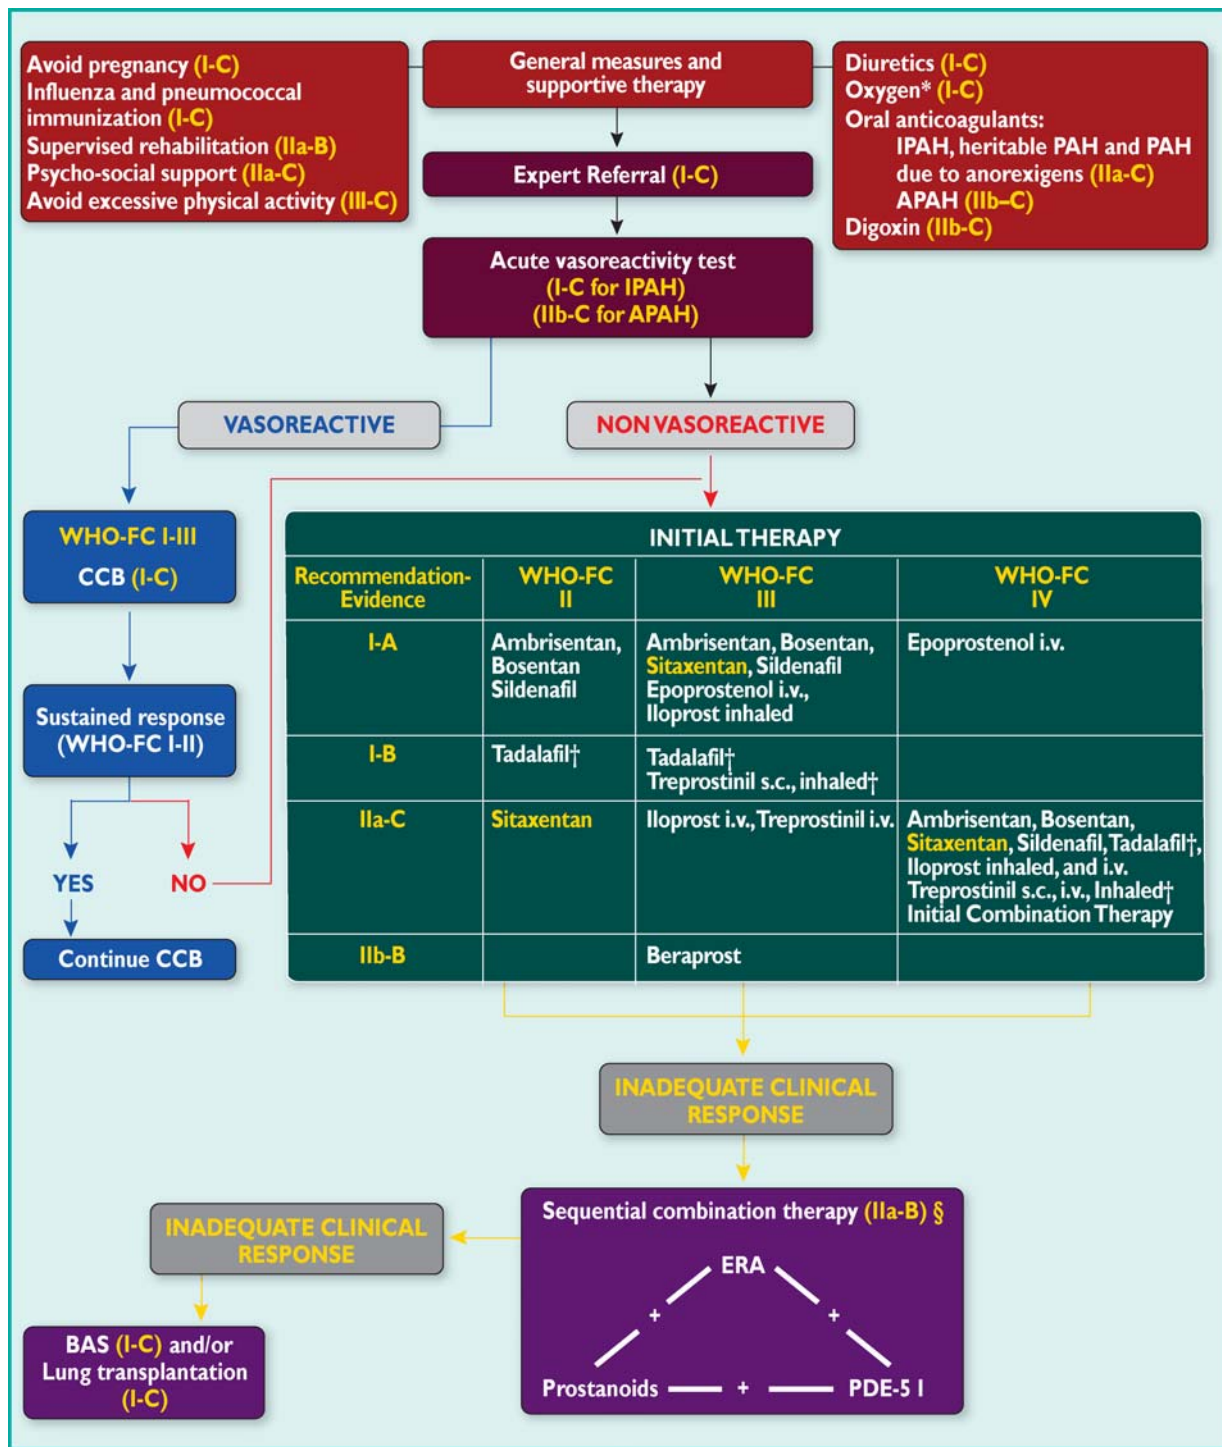 Avoid pregnancy (I-C)
Influenza and pneumococcal
immunization (I-C)
Supervised rehabilitation (IIa-B)
Psycho-social support (IIa-C)
Avoid excessive physical activity (III-C)
General measures and
supportive therapy
Diuretics (I-C)
Oxygen* (I-C)
Oral anticoagulants:
IPAH, heritable PAH and PAH
due to anorexigens (IIa-C)
APAH (IIb–C)
Digoxin (IIb-C)
Expert Referral (I-C)
Acute vasoreactivity test
(I-C for IPAH)
(IIb-C for APAH)
VASOREACTIVE
NON VASOREACTIVE
WHO-FC I-III
CCB (I-C)
Sustained response
(WHO-FC I-II)
YES
NO
Continue CCB
INITIAL THERAPY
Recommendation-
Evidence
WHO-FC
II
WHO-FC
III
WHO-FC
IV
I-A
Ambrisentan,
Bosentan
Sildenafil
Ambrisentan, Bosentan,
Sitaxentan, Sildenafil
Epoprostenol i.v.,
Iloprost inhaled
Epoprostenol i.v.
I-B
Tadalafil†
Tadalafil†
Treprostinil s.c., inhaled†
IIa-C
Sitaxentan
Iloprost i.v., Treprostinil i.v.
Ambrisentan, Bosentan,
Sitaxentan, Sildenafil, Tadalafil†,
Iloprost inhaled, and i.v.
Treprostinil s.c., i.v., Inhaled†
Initial Combination Therapy
IIb-B
Beraprost
INADEQUATE CLINICAL
RESPONSE
Sequential combination therapy (IIa-B) §
ERA
+
+
Prostanoids
+
PDE-5 I
INADEQUATE CLINICAL
RESPONSE
BAS (I-C) and/or
Lung transplantation
(I-C)